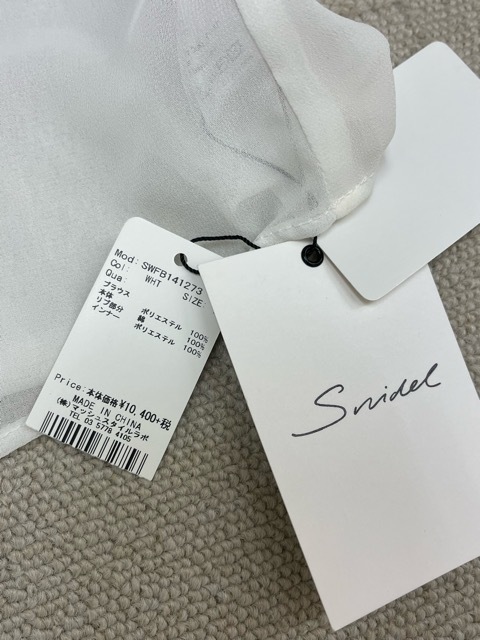 Mod: SWFB141273
Col: WHT SIZE
Qua:
ブラウス
本体 ポリエステル 100%
リブ部分 綿 100%
インナー ポリエステル 100%
Price: 本体価格 ¥10,400+税
MADE IN CHINA
(株)マッシュスタイルラボ
TEL 03 5778 4105
Snidel